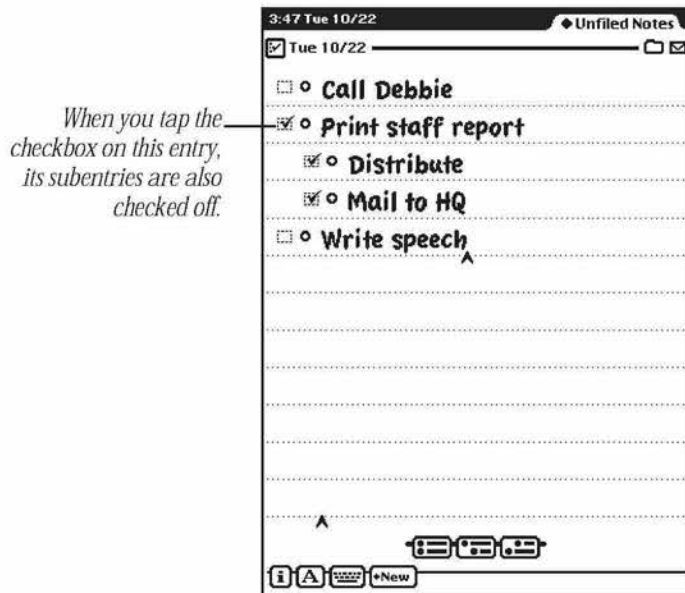 3:47 Tue 10/22
◆Unfiled Notes
Tue 10/22
Call Debbie
When you tap the
checkbox on this entry,
its subentries are also
checked off.
Print staff report
Distribute
Mail to HQ
Write speech
i A •New